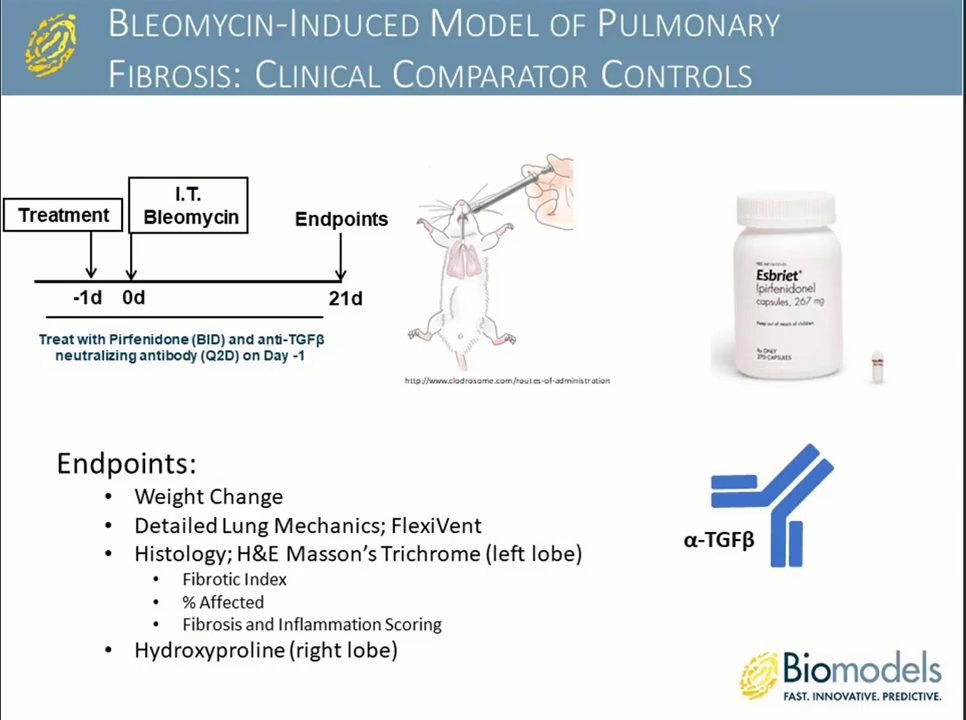 BLEOMYCIN-INDUCED MODEL OF PULMONARY
FIBROSIS: CLINICAL COMPARATOR CONTROLS
Treatment
I.T.
Bleomycin
Endpoints
-1d
0d
21d
Treat with Pirfenidone (BID) and anti-TGFβ
neutralizing antibody (Q2D) on Day -1
http://www.clodrosome.com/routes-of-administration
Esbriet®
(pirfenidone)
capsules, 267 mg
Keep out of reach of children
Rx ONLY
270 CAPSULES
Endpoints:
• Weight Change
• Detailed Lung Mechanics; FlexiVent
• Histology; H&E Masson’s Trichrome (left lobe)
• Fibrotic Index
• % Affected
• Fibrosis and Inflammation Scoring
• Hydroxyproline (right lobe)
α-TGFβ
Biomodels
FAST. INNOVATIVE. PREDICTIVE.